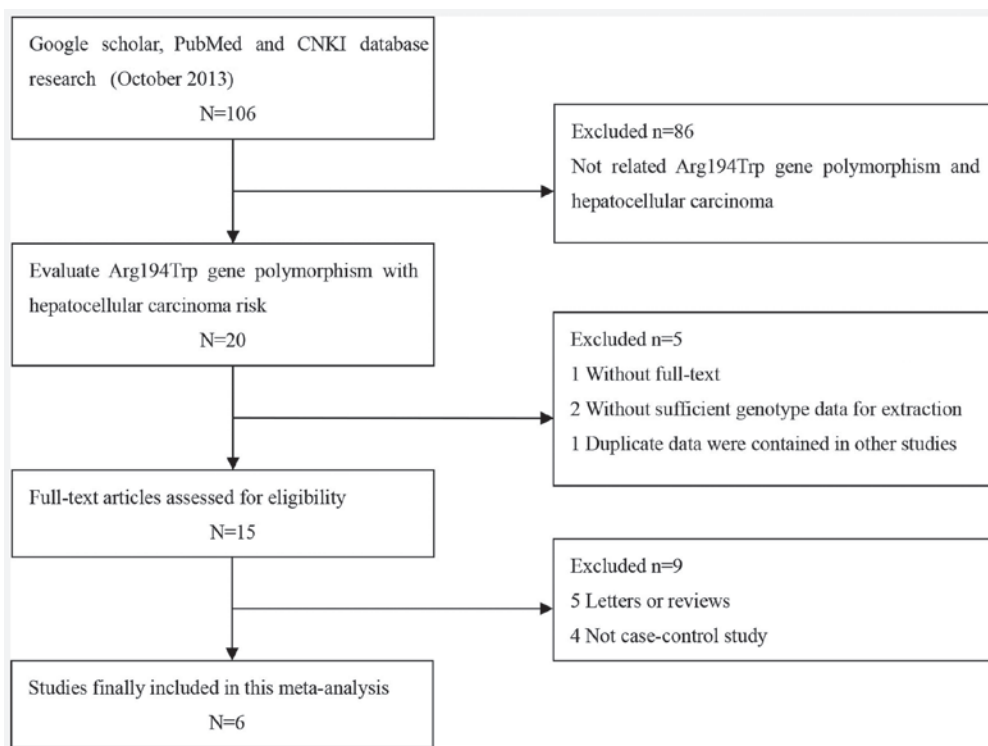 Google scholar, PubMed and CNKI database
research (October 2013)
N=106
Excluded n=86
Not related Arg194Trp gene polymorphism and
hepatocellular carcinoma
Evaluate Arg194Trp gene polymorphism with
hepatocellular carcinoma risk
N=20
Excluded n=5
1 Without full-text
2 Without sufficient genotype data for extraction
1 Duplicate data were contained in other studies
Full-text articles assessed for eligibility
N=15
Excluded n=9
5 Letters or reviews
4 Not case-control study
Studies finally included in this meta-analysis
N=6